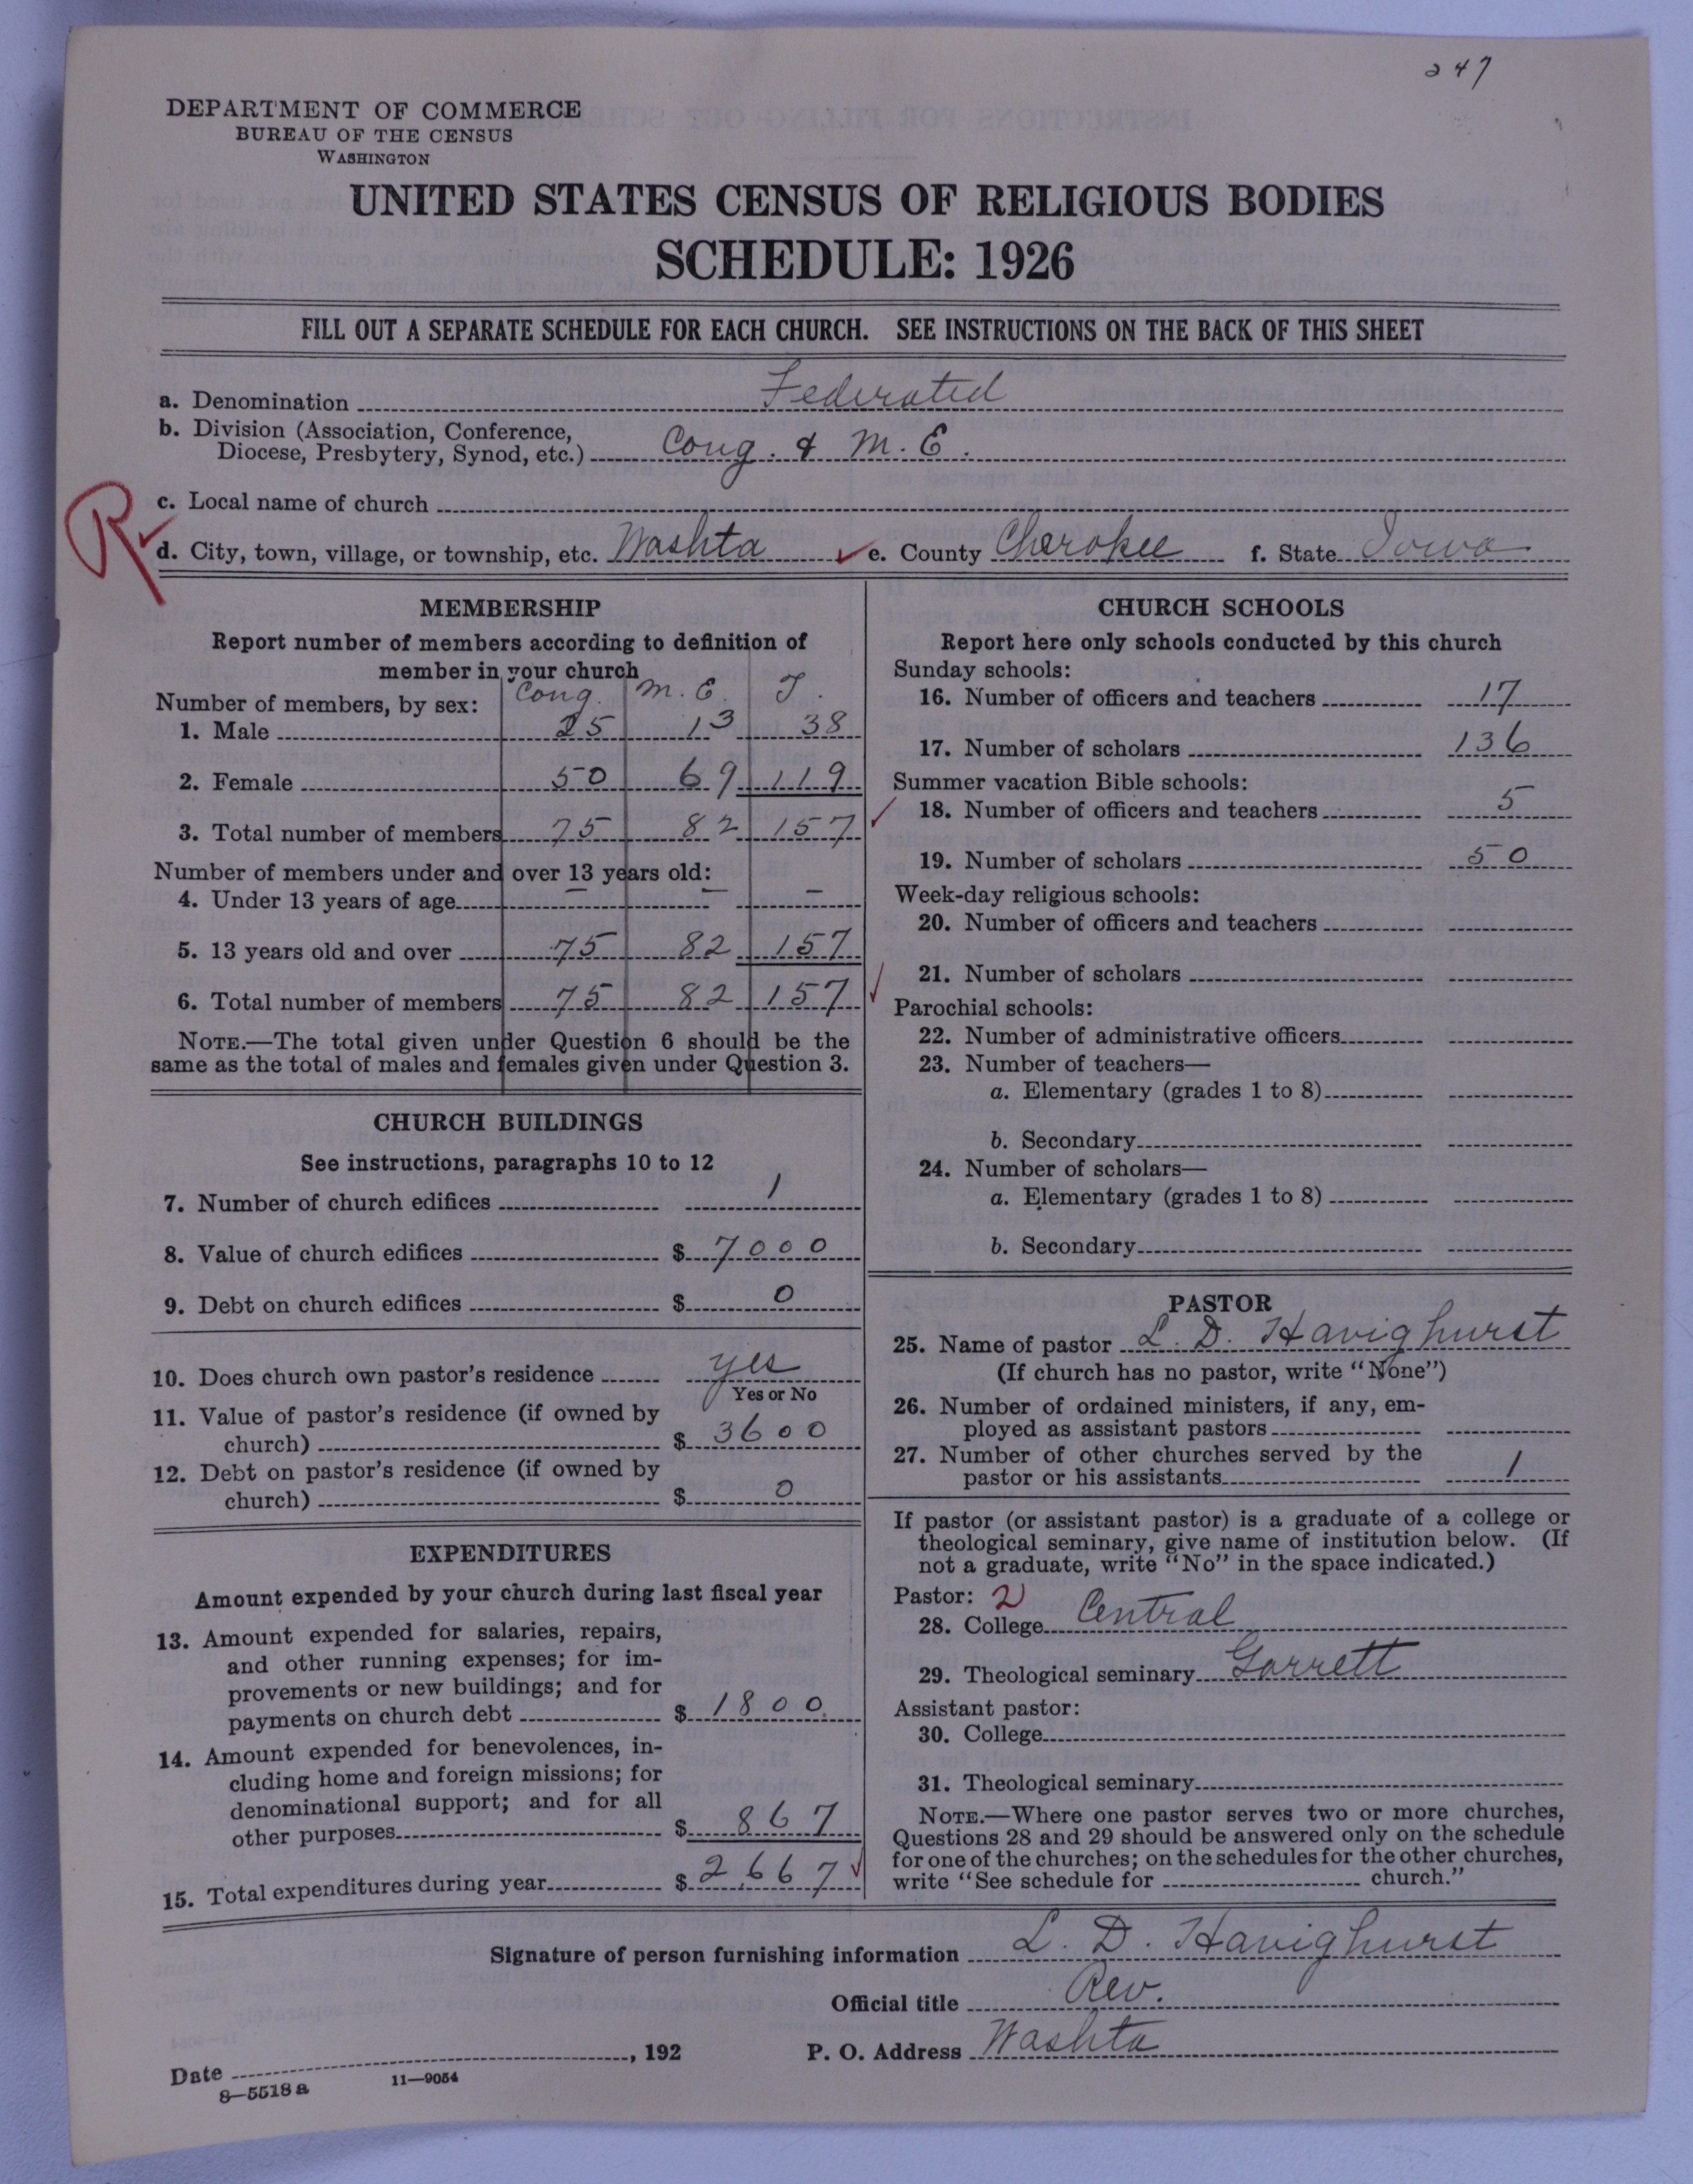 247
DEPARTMENT OF COMMERCE
BUREAU OF THE CENSUS
WASHINGTON
UNITED STATES CENSUS OF RELIGIOUS BODIES
SCHEDULE: 1926
FILL OUT A SEPARATE SCHEDULE FOR EACH CHURCH. SEE INSTRUCTIONS ON THE BACK OF THIS SHEET
a. Denomination Federated
b. Division (Association, Conference,
Diocese, Presbytery, Synod, etc.) Cong. & M. E.
c. Local name of church
R
d. City, town, village, or township, etc. Washta e. County Cherokee f. State Iowa
MEMBERSHIP
Report number of members according to definition of
member in your church
Cong. M. E. T.
Number of members, by sex:
1. Male 25 13 38
2. Female 50 69 119
3. Total number of members 75 82 157
Number of members under and over 13 years old:
4. Under 13 years of age — — —
5. 13 years old and over 75 82 157
6. Total number of members 75 82 157
NOTE.—The total given under Question 6 should be the
same as the total of males and females given under Question 3.
CHURCH BUILDINGS
See instructions, paragraphs 10 to 12
7. Number of church edifices 1
8. Value of church edifices $ 7000
9. Debt on church edifices $ 0
10. Does church own pastor's residence yes
Yes or No
11. Value of pastor's residence (if owned by
church) $ 3600
12. Debt on pastor's residence (if owned by
church) $ 0
EXPENDITURES
Amount expended by your church during last fiscal year
13. Amount expended for salaries, repairs,
and other running expenses; for im-
provements or new buildings; and for
payments on church debt $ 1800.
14. Amount expended for benevolences, in-
cluding home and foreign missions; for
denominational support; and for all
other purposes $ 867
15. Total expenditures during year $ 2667
CHURCH SCHOOLS
Report here only schools conducted by this church
Sunday schools:
16. Number of officers and teachers 17
17. Number of scholars 136
Summer vacation Bible schools:
18. Number of officers and teachers 5
19. Number of scholars 50
Week-day religious schools:
20. Number of officers and teachers
21. Number of scholars
Parochial schools:
22. Number of administrative officers
23. Number of teachers—
a. Elementary (grades 1 to 8)
b. Secondary
24. Number of scholars—
a. Elementary (grades 1 to 8)
b. Secondary
PASTOR
25. Name of pastor L. D. Havighurst
(If church has no pastor, write "None")
26. Number of ordained ministers, if any, em-
ployed as assistant pastors
27. Number of other churches served by the
pastor or his assistants 1
If pastor (or assistant pastor) is a graduate of a college or
theological seminary, give name of institution below. (If
not a graduate, write "No" in the space indicated.)
Pastor: 2
28. College Central
29. Theological seminary Garrett
Assistant pastor:
30. College
31. Theological seminary
NOTE.—Where one pastor serves two or more churches,
Questions 28 and 29 should be answered only on the schedule
for one of the churches; on the schedules for the other churches,
write "See schedule for church."
Signature of person furnishing information L. D. Havighurst
Official title Rev.
Date , 192 P. O. Address Washta
8—5518 a 11—9054